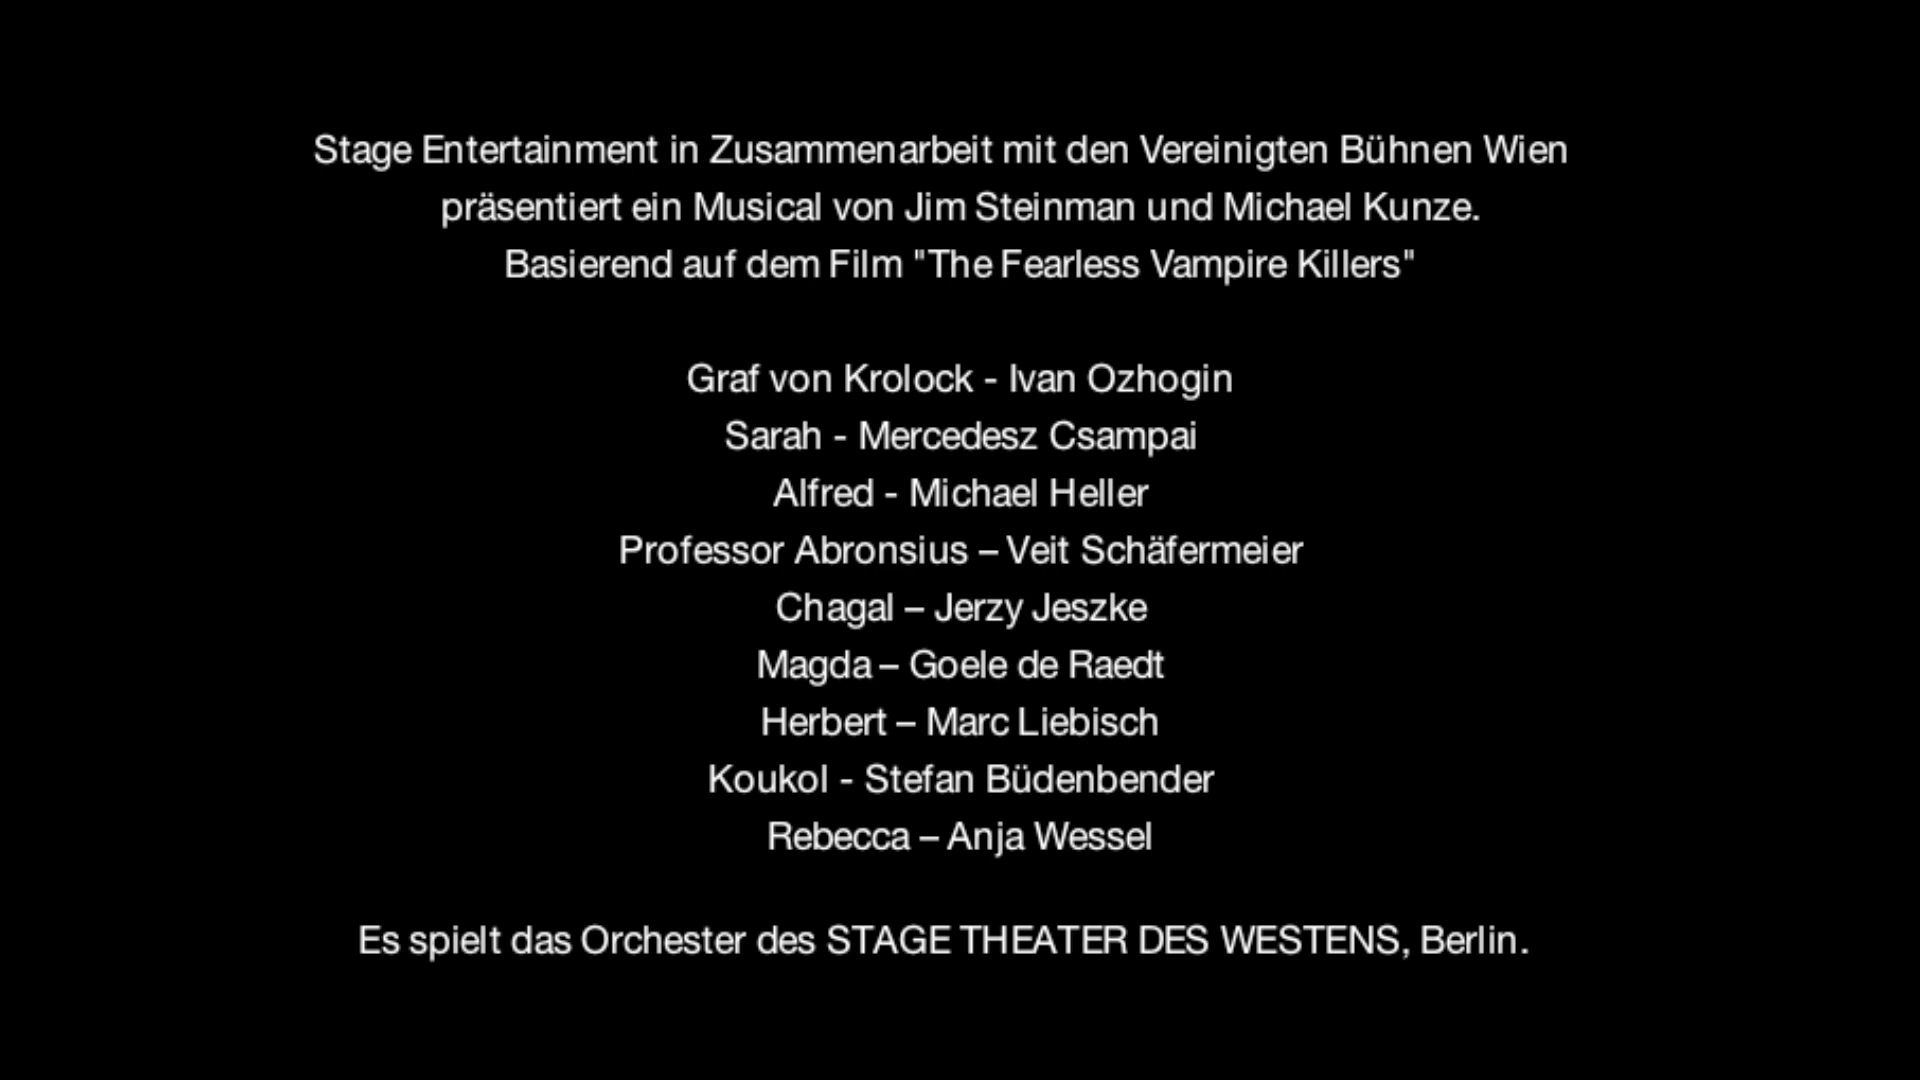 Stage Entertainment in Zusammenarbeit mit den Vereinigten Bühnen Wien
präsentiert ein Musical von Jim Steinman und Michael Kunze.
Basierend auf dem Film "The Fearless Vampire Killers"
Graf von Krolock - Ivan Ozhogin
Sarah - Mercedesz Csampai
Alfred - Michael Heller
Professor Abronsius – Veit Schäfermeier
Chagal – Jerzy Jeszke
Magda – Goele de Raedt
Herbert – Marc Liebisch
Koukol - Stefan Büdenbender
Rebecca – Anja Wessel
Es spielt das Orchester des STAGE THEATER DES WESTENS, Berlin.